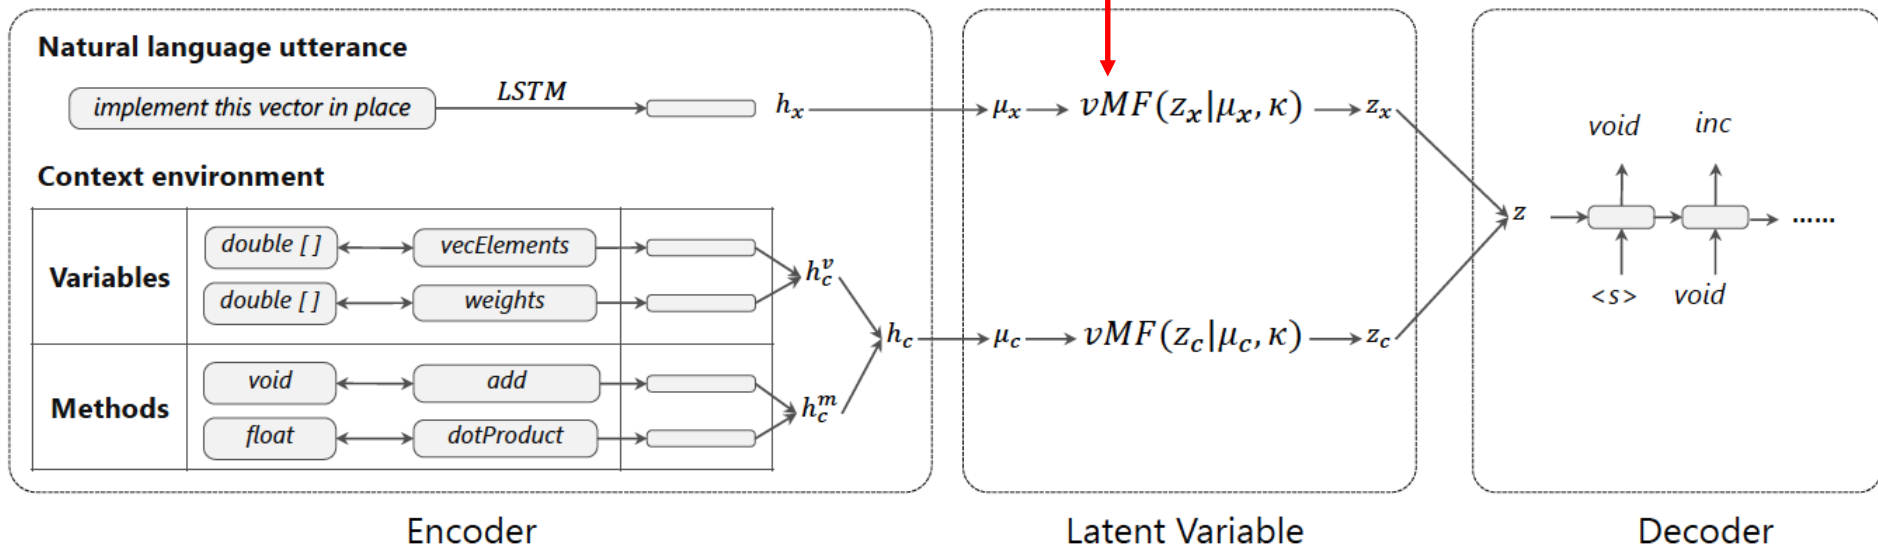 Natural language utterance
implement this vector in place
LSTM
h_x
μ_x
vMF(z_x|μ_x, κ)
z_x
Context environment
Variables
double [ ]
vecElements
double [ ]
weights
h_c^v
Methods
void
add
float
dotProduct
h_c^m
h_c
μ_c
vMF(z_c|μ_c, κ)
z_c
z
void
inc
......
<s>
void
Encoder
Latent Variable
Decoder